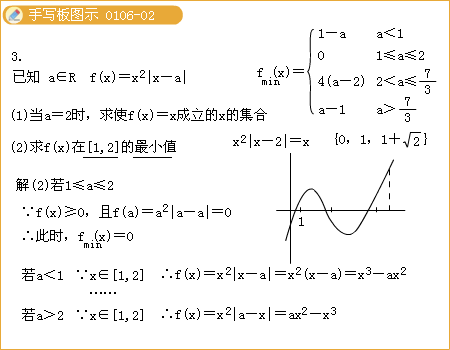 手写板图示 0106-02
3.
已知 a∈R f(x)＝x²|x－a|
f min(x)＝{ 1－a a＜1
0 1≤a≤2
4(a－2) 2＜a≤7/3
a－1 a＞7/3
(1)当a＝2时，求使f(x)＝x成立的x的集合
(2)求f(x)在[1,2]的最小值
x²|x－2|＝x {0，1，1＋√2}
解(2)若1≤a≤2
∵f(x)≥0，且f(a)＝a²|a－a|＝0
∴此时，f min(x)＝0
1
若a＜1 ∵x∈[1,2] ∴f(x)＝x²|x－a|＝x²(x－a)＝x³－ax²
……
若a＞2 ∵x∈[1,2] ∴f(x)＝x²|a－x|＝ax²－x³